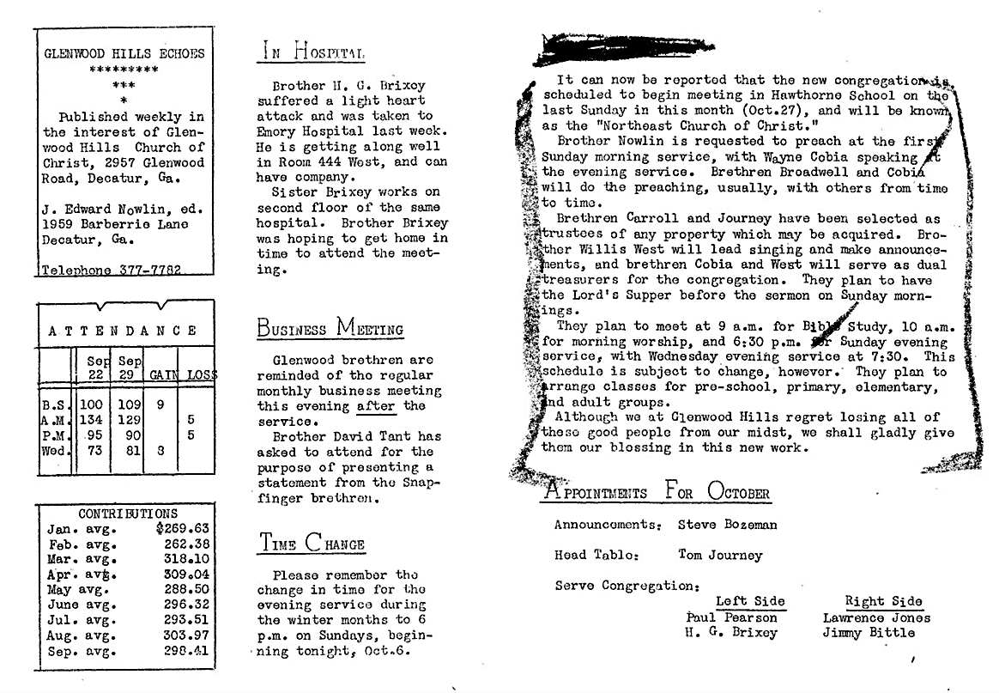 GLENWOOD HILLS ECHOES
*********
***
*
Published weekly in
the interest of Glen-
wood Hills Church of
Christ, 2957 Glenwood
Road, Decatur, Ga.
J. Edward Nowlin, ed.
1959 Barberrie Lane
Decatur, Ga.
Telephone 377-7782
ATTENDANCE
Sep 22 Sep 29 GAIN LOSS
B.S. 100 109 9
A.M. 134 129 5
P.M. 95 90 5
Wed. 73 81 8
CONTRIBUTIONS
Jan. avg. $269.63
Feb. avg. 262.38
Mar. avg. 318.10
Apr. avg. 309.04
May avg. 288.50
June avg. 296.32
Jul. avg. 293.51
Aug. avg. 303.97
Sep. avg. 298.41
IN HOSPITAL
Brother H. G. Brixey
suffered a light heart
attack and was taken to
Emory Hospital last week.
He is getting along well
in Room 444 West, and can
have company.
Sister Brixey works on
second floor of the same
hospital. Brother Brixey
was hoping to get home in
time to attend the meet-
ing.
BUSINESS MEETING
Glenwood brethren are
reminded of the regular
monthly business meeting
this evening after the
service.
Brother David Tant has
asked to attend for the
purpose of presenting a
statement from the Snap-
finger brethren.
TIME CHANGE
Please remember the
change in time for the
evening service during
the winter months to 6
p.m. on Sundays, begin-
ning tonight, Oct.6.
It can now be reported that the new congregation is
scheduled to begin meeting in Hawthorne School on the
last Sunday in this month (Oct.27), and will be known
as the "Northeast Church of Christ."
Brother Nowlin is requested to preach at the first
Sunday morning service, with Wayne Cobia speaking at
the evening service. Brethren Broadwell and Cobia
will do the preaching, usually, with others from time
to time.
Brethren Carroll and Journey have been selected as
trustees of any property which may be acquired. Bro-
ther Willis West will lead singing and make announce-
ments, and brethren Cobia and West will serve as dual
treasurers for the congregation. They plan to have
the Lord's Supper before the sermon on Sunday morn-
ings.
They plan to meet at 9 a.m. for Bible Study, 10 a.m.
for morning worship, and 6:30 p.m. for Sunday evening
service, with Wednesday evening service at 7:30. This
schedule is subject to change, however. They plan to
arrange classes for pre-school, primary, elementary,
and adult groups.
Although we at Glenwood Hills regret losing all of
these good people from our midst, we shall gladly give
them our blessing in this new work.
APPOINTMENTS FOR OCTOBER
Announcements: Steve Bozeman
Head Table: Tom Journey
Serve Congregation:
Left Side Right Side
Paul Pearson Lawrence Jones
H. G. Brixey Jimmy Bittle